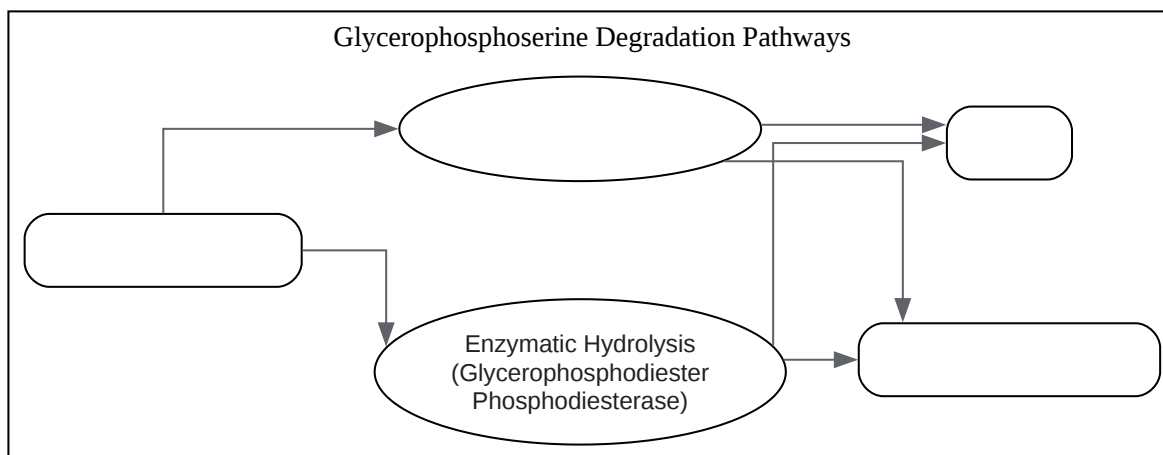 Glycerophosphoserine Degradation Pathways
Enzymatic Hydrolysis
(Glycerophosphodiester
Phosphodiesterase)